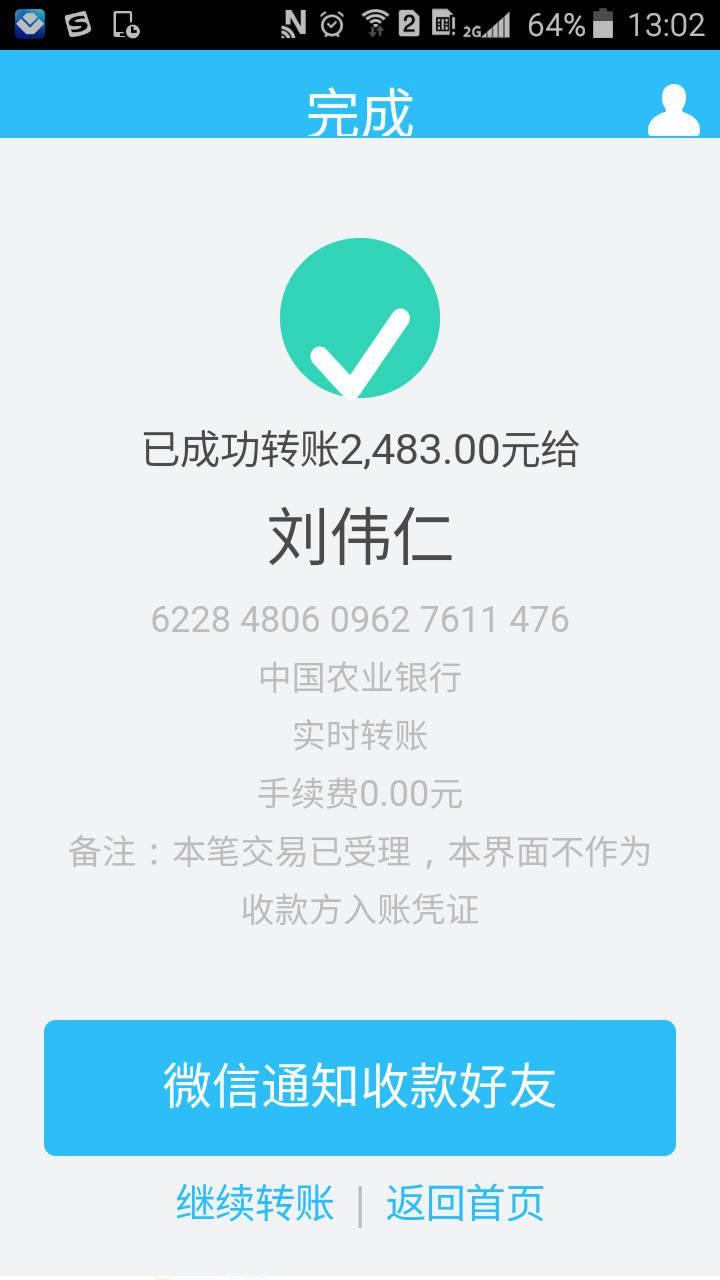 2G 64% 13:02
完成
已成功转账2,483.00元给
刘伟仁
6228 4806 0962 7611 476
中国农业银行
实时转账
手续费0.00元
备注：本笔交易已受理，本界面不作为
收款方入账凭证
微信通知收款好友
继续转账 | 返回首页